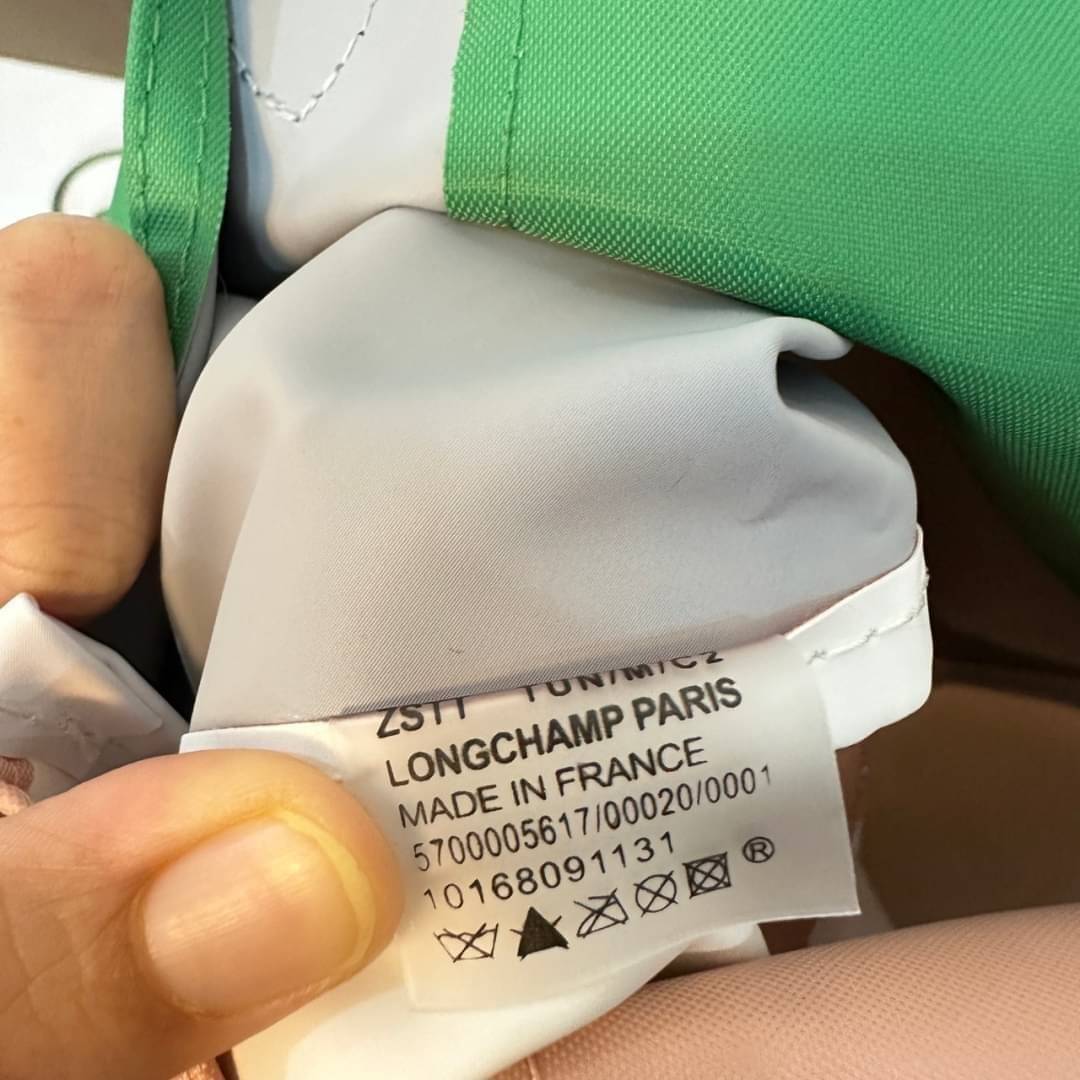 LONGCHAMP PARIS
MADE IN FRANCE
5700005617/00020/0001
10168091131
®